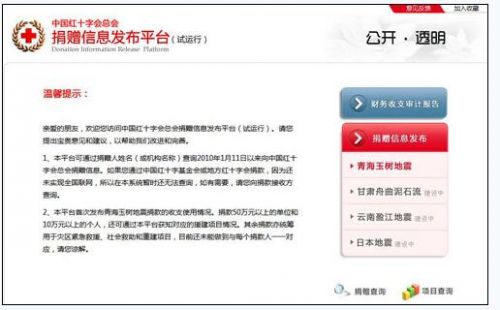 意见反馈 加入收藏
中国红十字会总会
捐赠信息发布平台（试运行）
Donation Information Release Platform
公开·透明
温馨提示：
亲爱的朋友，欢迎您访问中国红十字会总会捐赠信息发布平台（试运行）。请您
提出宝贵意见和建议，以帮助我们改进和完善。
1、本平台可通过捐赠人姓名（或机构名称）查询2010年1月11日以来向中国红十
字会总会捐赠信息。如果您通过中国红十字基金会或地方红十字会捐款，因为还
未实现全国联网，所以在本系统暂时还无法查询，如有需要，请您向捐款接收方
查询。
2、本平台首次发布青海玉树地震捐款的收支使用情况。捐款50万元以上的单位和
10万元以上的个人，还可通过本平台获知对应的援建项目情况。其余捐款亦统筹
用于灾区紧急救援、社会救助和重建项目，目前还未能做到与每个捐款人一一对
应，请您谅解。
财务收支审计报告
捐赠信息发布
青海玉树地震
甘肃舟曲泥石流 建设中
云南盈江地震 建设中
日本地震 建设中
捐赠查询 项目查询